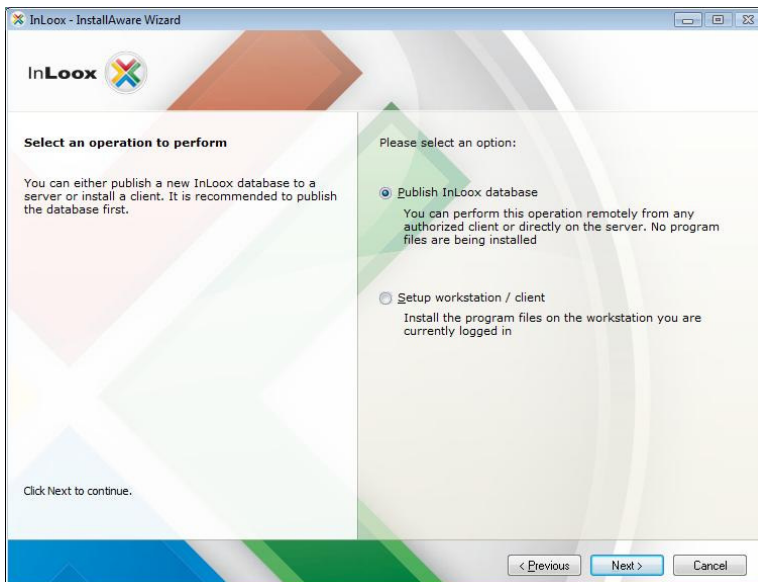 InLoox - InstallAware Wizard
InLoox
Select an operation to perform
You can either publish a new InLoox database to a
server or install a client. It is recommended to publish
the database first.
Click Next to continue.
Please select an option:
Publish InLoox database
You can perform this operation remotely from any
authorized client or directly on the server. No program
files are being installed
Setup workstation / client
Install the program files on the workstation you are
currently logged in
< Previous
Next >
Cancel